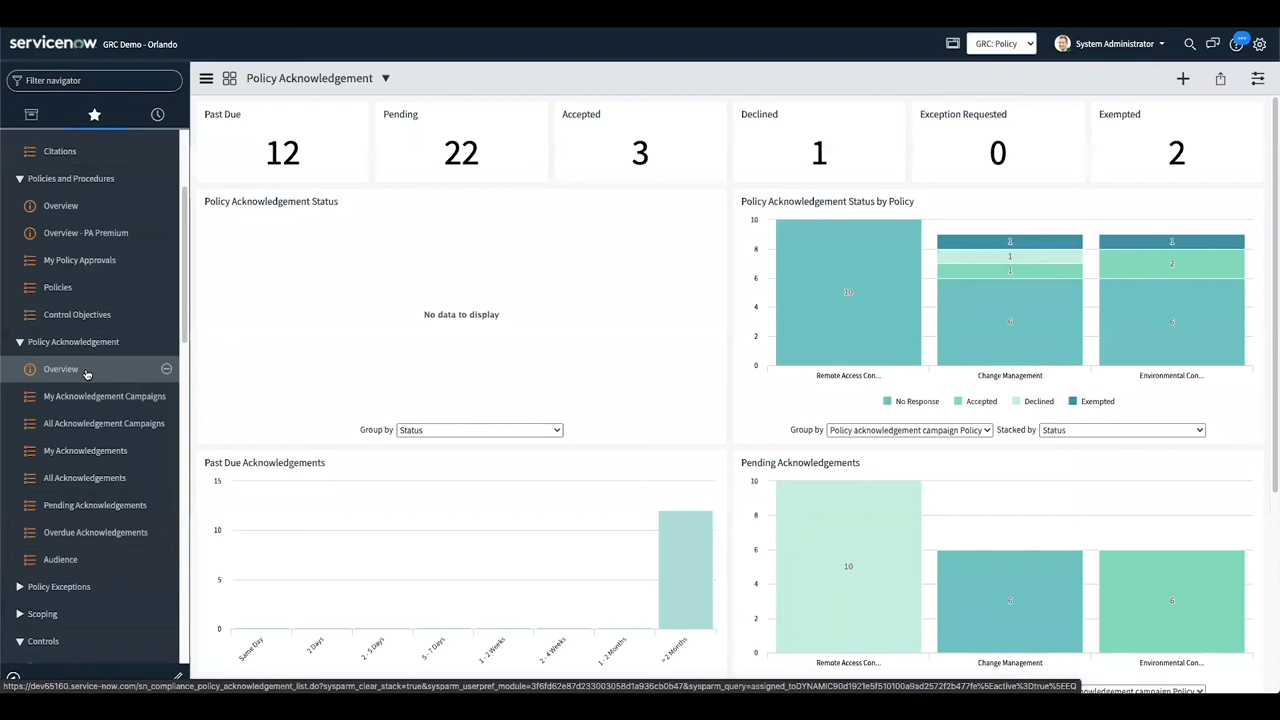 servicenow GRC Demo - Orlando
GRC: Policy
System Administrator
Filter navigator
Citations
Policies and Procedures
Overview
Overview - PA Premium
My Policy Approvals
Policies
Control Objectives
Policy Acknowledgement
Overview
My Acknowledgement Campaigns
All Acknowledgement Campaigns
My Acknowledgements
All Acknowledgements
Pending Acknowledgements
Overdue Acknowledgements
Audience
Policy Exceptions
Scoping
Controls
Policy Acknowledgement
Past Due
12
Pending
22
Accepted
3
Declined
1
Exception Requested
0
Exempted
2
Policy Acknowledgement Status
No data to display
Group by Status
Policy Acknowledgement Status by Policy
10
8
6
4
2
0
10
1
1
1
6
1
2
6
Remote Access Con... Change Management Environmental Con...
No Response Accepted Declined Exempted
Group by Policy acknowledgement campaign Policy Stacked by Status
Past Due Acknowledgements
15
10
5
0
Same Day 2 Days 2 - 5 Days 5 - 7 Days 1 - 2 Weeks 2 - 4 Weeks 1 - 2 Months > 2 Months
Pending Acknowledgements
10
8
6
4
2
0
10
6
6
Remote Access Con... Change Management Environmental Con...